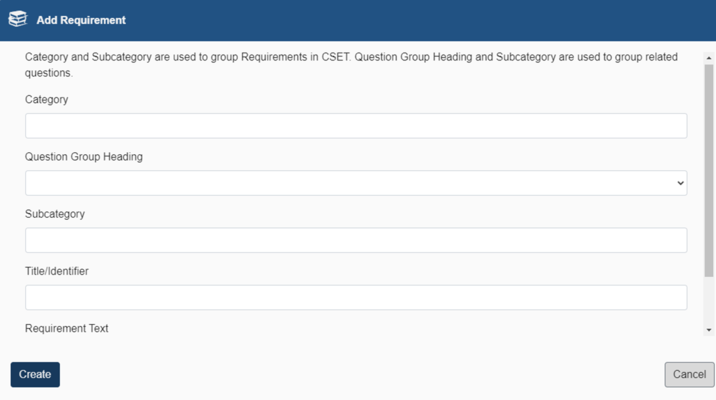 Add Requirement
Category and Subcategory are used to group Requirements in CSET. Question Group Heading and Subcategory are used to group related
questions.
Category
Question Group Heading
Subcategory
Title/Identifier
Requirement Text
Create
Cancel